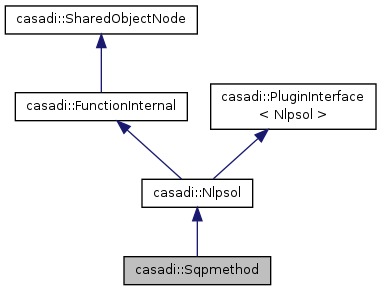 casadi::SharedObjectNode
casadi::FunctionInternal
casadi::PluginInterface
< Nlpsol >
casadi::Nlpsol
casadi::Sqpmethod